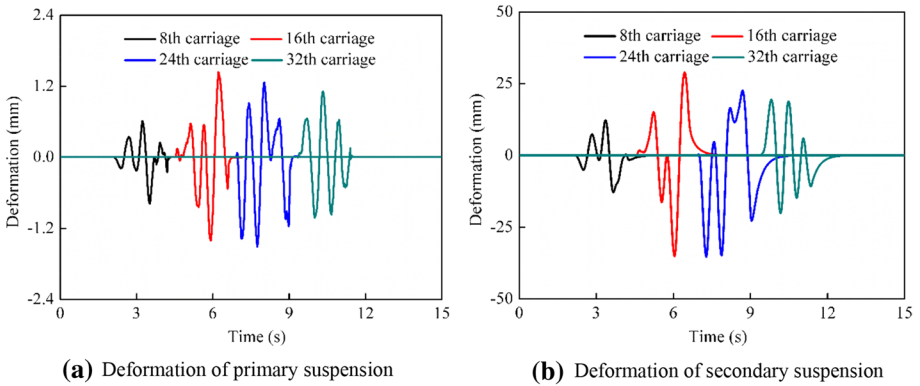 2.4
1.2
0.0
-1.2
-2.4
Deformation (mm)
8th carriage
16th carriage
24th carriage
32th carriage
0
3
6
9
12
15
Time (s)
(a) Deformation of primary suspension
50
25
0
-25
-50
Deformation (mm)
8th carriage
16th carriage
24th carriage
32th carriage
0
3
6
9
12
15
Time (s)
(b) Deformation of secondary suspension